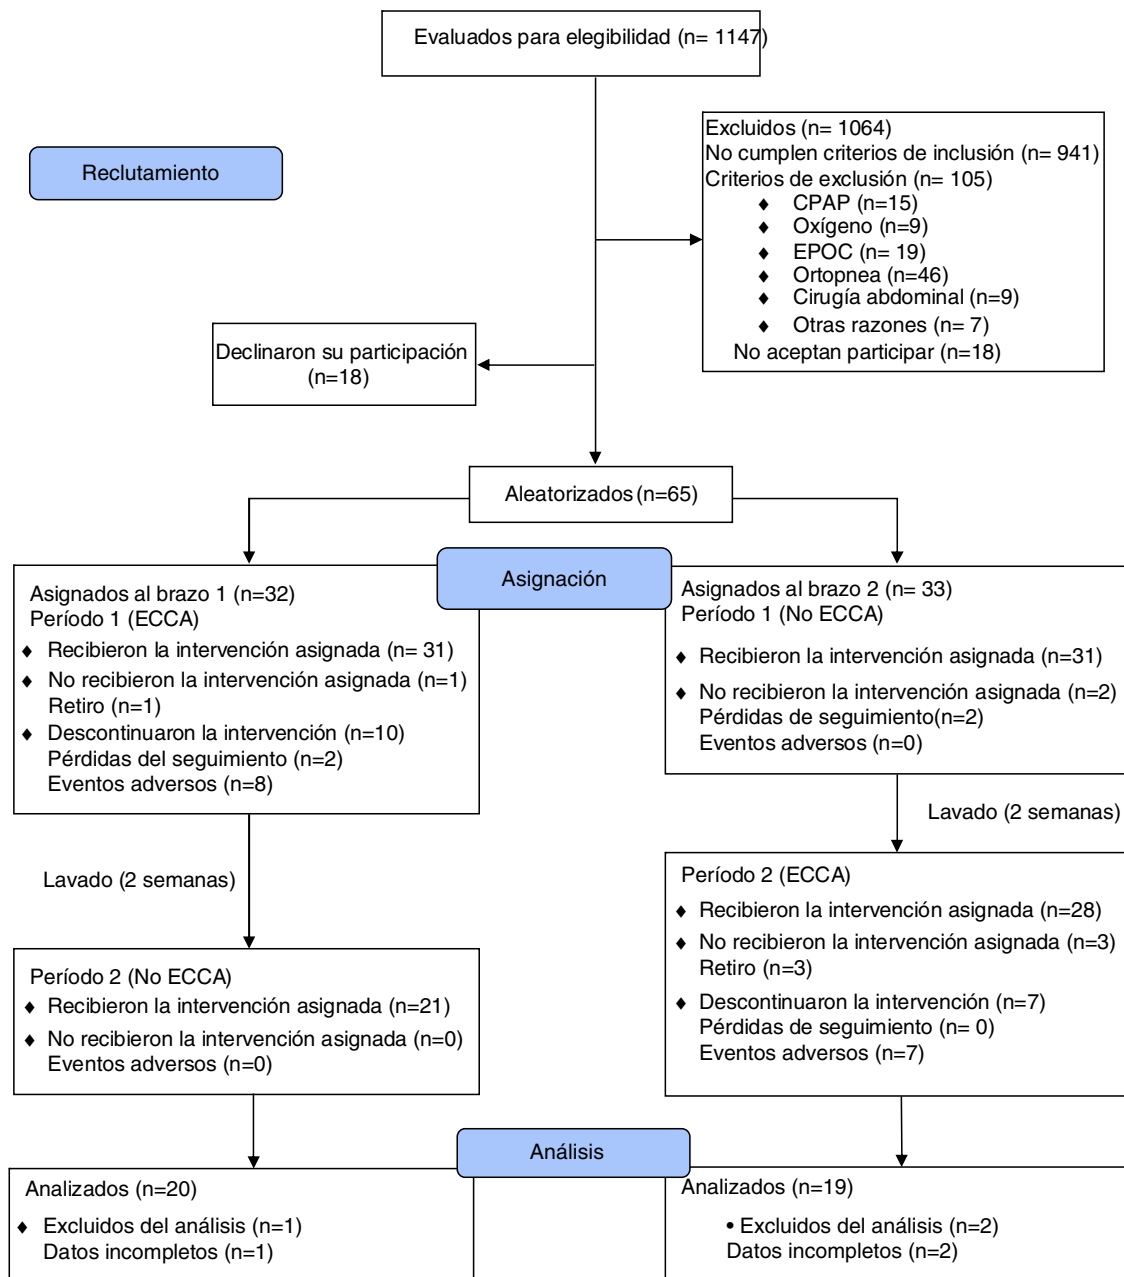 Evaluados para elegibilidad (n= 1147)
Reclutamiento
Excluidos (n= 1064)
No cumplen criterios de inclusión (n= 941)
Criterios de exclusión (n= 105)
♦ CPAP (n=15)
♦ Oxígeno (n=9)
♦ EPOC (n= 19)
♦ Ortopnea (n=46)
♦ Cirugía abdominal (n=9)
♦ Otras razones (n= 7)
No aceptan participar (n=18)
Declinaron su participación
(n=18)
Aleatorizados (n=65)
Asignación
Asignados al brazo 1 (n=32)
Período 1 (ECCA)
♦ Recibieron la intervención asignada (n= 31)
♦ No recibieron la intervención asignada (n=1)
Retiro (n=1)
♦ Descontinuaron la intervención (n=10)
Pérdidas del seguimiento (n=2)
Eventos adversos (n=8)
Asignados al brazo 2 (n= 33)
Período 1 (No ECCA)
♦ Recibieron la intervención asignada (n=31)
♦ No recibieron la intervención asignada (n=2)
Pérdidas de seguimiento(n=2)
Eventos adversos (n=0)
Lavado (2 semanas)
Lavado (2 semanas)
Período 2 (No ECCA)
♦ Recibieron la intervención asignada (n=21)
♦ No recibieron la intervención asignada (n=0)
Eventos adversos (n=0)
Período 2 (ECCA)
♦ Recibieron la intervención asignada (n=28)
♦ No recibieron la intervención asignada (n=3)
Retiro (n=3)
♦ Descontinuaron la intervención (n=7)
Pérdidas de seguimiento (n= 0)
Eventos adversos (n=7)
Análisis
Analizados (n=20)
♦ Excluidos del análisis (n=1)
Datos incompletos (n=1)
Analizados (n=19)
• Excluidos del análisis (n=2)
Datos incompletos (n=2)